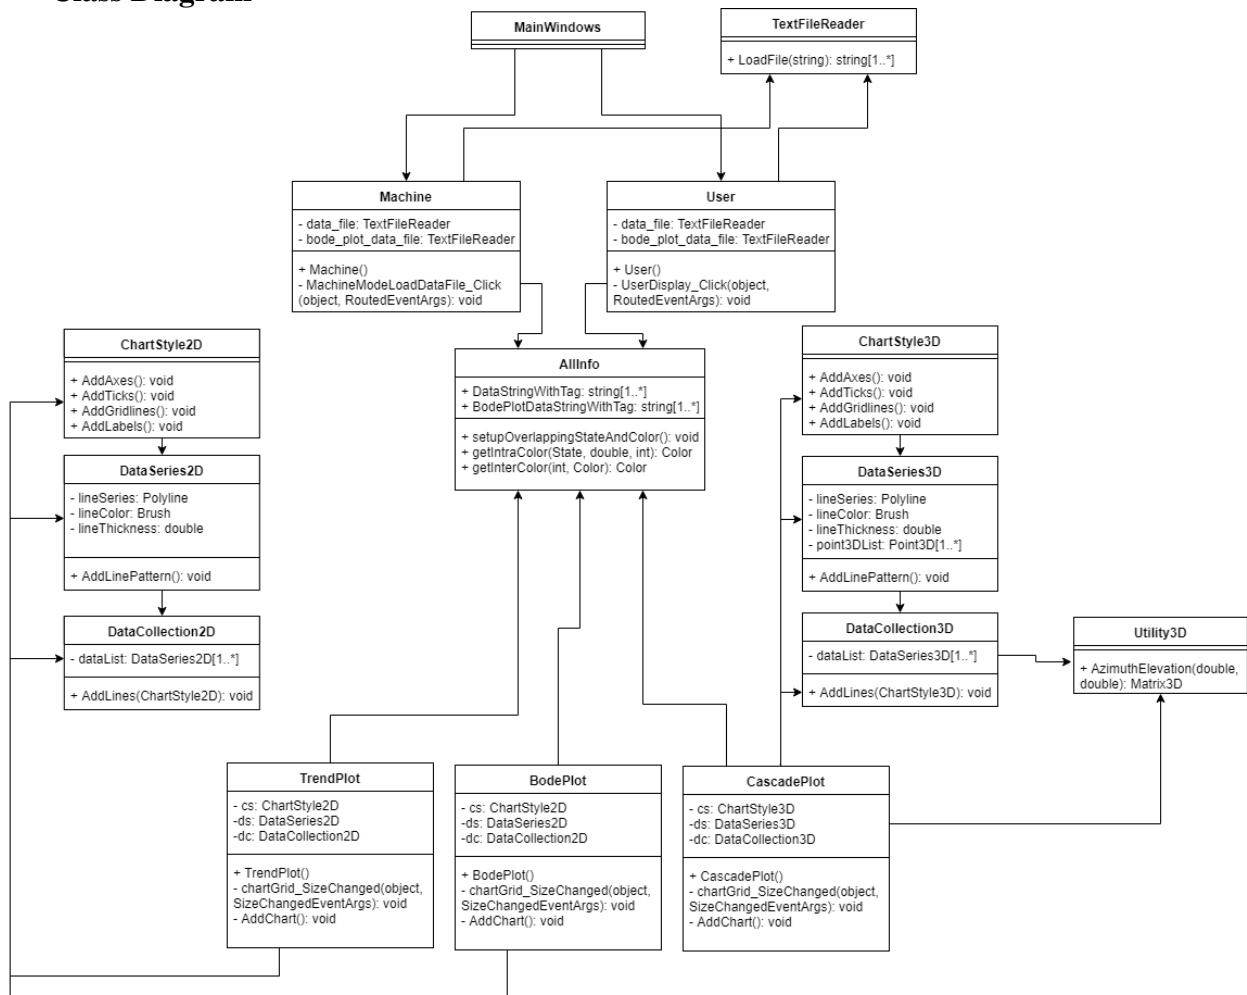 Class Diagram
MainWindows
TextFileReader
+ LoadFile(string): string[1..*]
Machine
- data_file: TextFileReader
- bode_plot_data_file: TextFileReader
+ Machine()
- MachineModeLoadDataFile_Click
(object, RoutedEventArgs): void
User
- data_file: TextFileReader
- bode_plot_data_file: TextFileReader
+ User()
- UserDisplay_Click(object,
RoutedEventArgs): void
ChartStyle2D
+ AddAxes(): void
+ AddTicks(): void
+ AddGridlines(): void
+ AddLabels(): void
AllInfo
+ DataStringWithTag: string[1..*]
+ BodePlotDataStringWithTag: string[1..*]
+ setupOverlappingStateAndColor(): void
+ getIntraColor(State, double, int): Color
+ getInterColor(int, Color): Color
ChartStyle3D
+ AddAxes(): void
+ AddTicks(): void
+ AddGridlines(): void
+ AddLabels(): void
DataSeries2D
- lineSeries: Polyline
- lineColor: Brush
- lineThickness: double
+ AddLinePattern(): void
DataSeries3D
- lineSeries: Polyline
- lineColor: Brush
- lineThickness: double
- point3DList: Point3D[1..*]
+ AddLinePattern(): void
DataCollection2D
- dataList: DataSeries2D[1..*]
+ AddLines(ChartStyle2D): void
DataCollection3D
- dataList: DataSeries3D[1..*]
+ AddLines(ChartStyle3D): void
Utility3D
+ AzimuthElevation(double,
double): Matrix3D
TrendPlot
- cs: ChartStyle2D
-ds: DataSeries2D
-dc: DataCollection2D
+ TrendPlot()
- chartGrid_SizeChanged(object,
SizeChangedEventArgs): void
- AddChart(): void
BodePlot
- cs: ChartStyle2D
-ds: DataSeries2D
-dc: DataCollection2D
+ BodePlot()
- chartGrid_SizeChanged(object,
SizeChangedEventArgs): void
- AddChart(): void
CascadePlot
- cs: ChartStyle3D
-ds: DataSeries3D
-dc: DataCollection3D
+ CascadePlot()
- chartGrid_SizeChanged(object,
SizeChangedEventArgs): void
- AddChart(): void